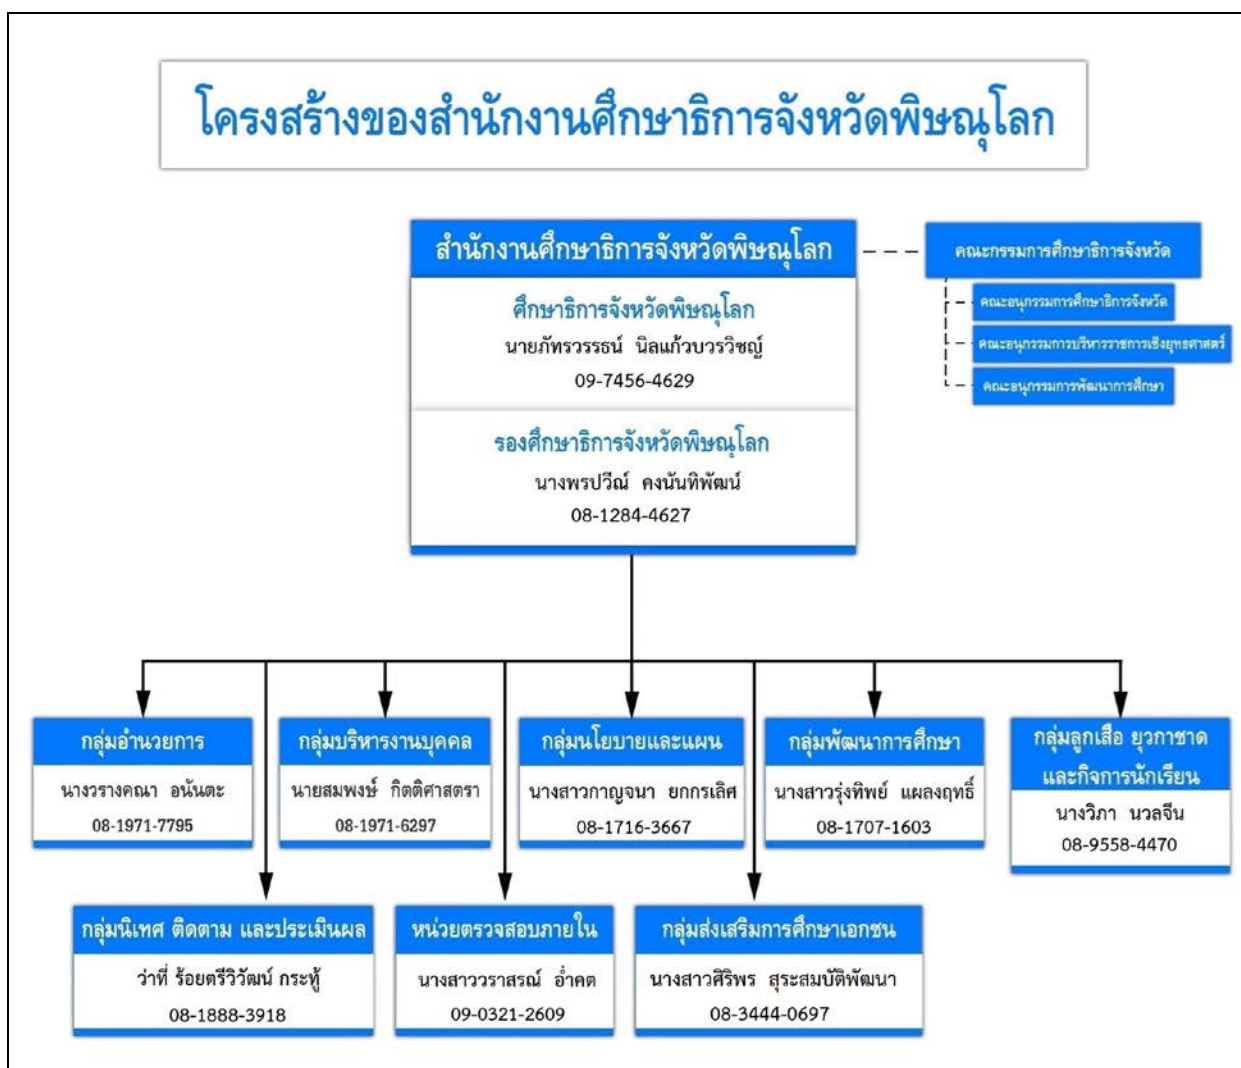 โครงสร้างของสำนักงานศึกษาธิการจังหวัดพิษณุโลก
สำนักงานศึกษาธิการจังหวัดพิษณุโลก
ศึกษาธิการจังหวัดพิษณุโลก
นายภัทรวรรธน์ นิลแก้วบวรวิชญ์
09-7456-4629
รองศึกษาธิการจังหวัดพิษณุโลก
นางพรปวีณ์ คงนันทิพัฒน์
08-1284-4627
คณะกรรมการศึกษาธิการจังหวัด
คณะอนุกรรมการศึกษาธิการจังหวัด
คณะอนุกรรมการบริหารราชการเชิงยุทธศาสตร์
คณะอนุกรรมการพัฒนาการศึกษา
กลุ่มอำนวยการ
นางวรางคณา อนันตะ
08-1971-7795
กลุ่มบริหารงานบุคคล
นายสมพงษ์ กิตติศาสตรา
08-1971-6297
กลุ่มนโยบายและแผน
นางสาวกาญจนา ยกกรเลิศ
08-1716-3667
กลุ่มพัฒนาการศึกษา
นางสาวรุ่งทิพย์ แผลงฤทธิ์
08-1707-1603
กลุ่มลูกเสือ ยุวกาชาด
และกิจการนักเรียน
นางวิภา นวลจีน
08-9558-4470
กลุ่มนิเทศ ติดตาม และประเมินผล
ว่าที่ ร้อยตรีวิวัฒน์ กระทู้
08-1888-3918
หน่วยตรวจสอบภายใน
นางสาววราสรณ์ อ่ำคต
09-0321-2609
กลุ่มส่งเสริมการศึกษาเอกชน
นางสาวศิริพร สุระสมบัติพัฒนา
08-3444-0697